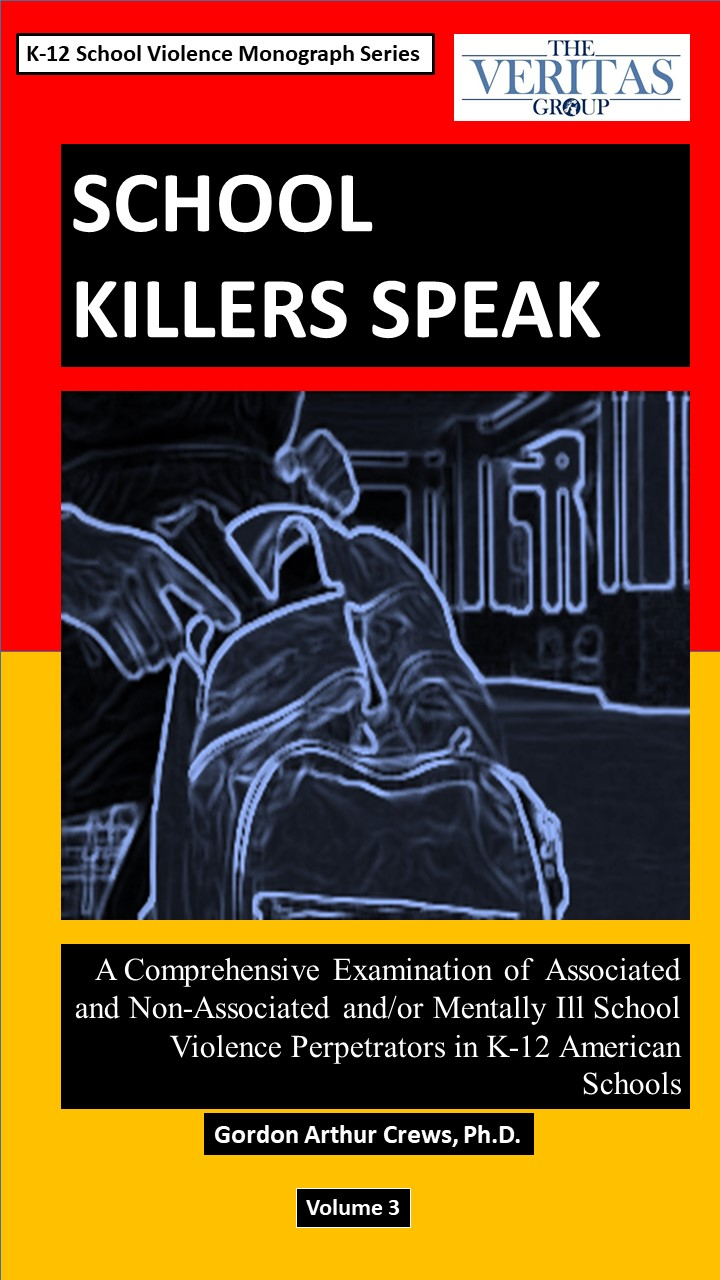 K-12 School Violence Monograph Series
THE
VERITAS
GROUP
SCHOOL
KILLERS SPEAK
A Comprehensive Examination of Associated
and Non-Associated and/or Mentally Ill School
Violence Perpetrators in K-12 American
Schools
Gordon Arthur Crews, Ph.D.
Volume 3